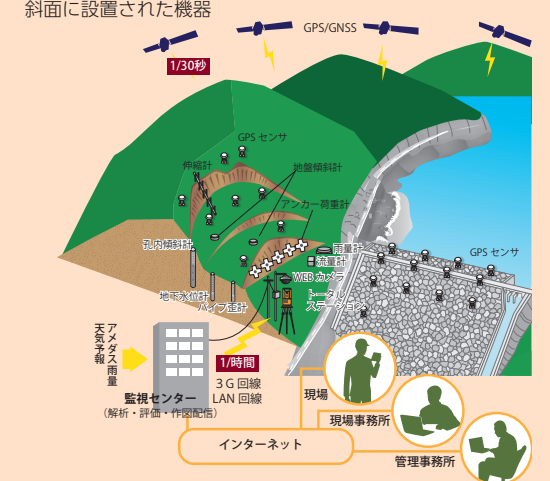 斜面に設置された機器
GPS/GNSS
1/30秒
GPS センサ
伸縮計
地盤傾斜計
アンカー荷重計
孔内傾斜計
雨量計
流量計
GPS センサ
WEB カメラ
地下水位計
パイプ歪計
トータル
ステーション
アメダス雨量
天気予報
1/時間
3G 回線
LAN 回線
監視センター
（解析・評価・作図配信）
現場
現場事務所
インターネット
管理事務所